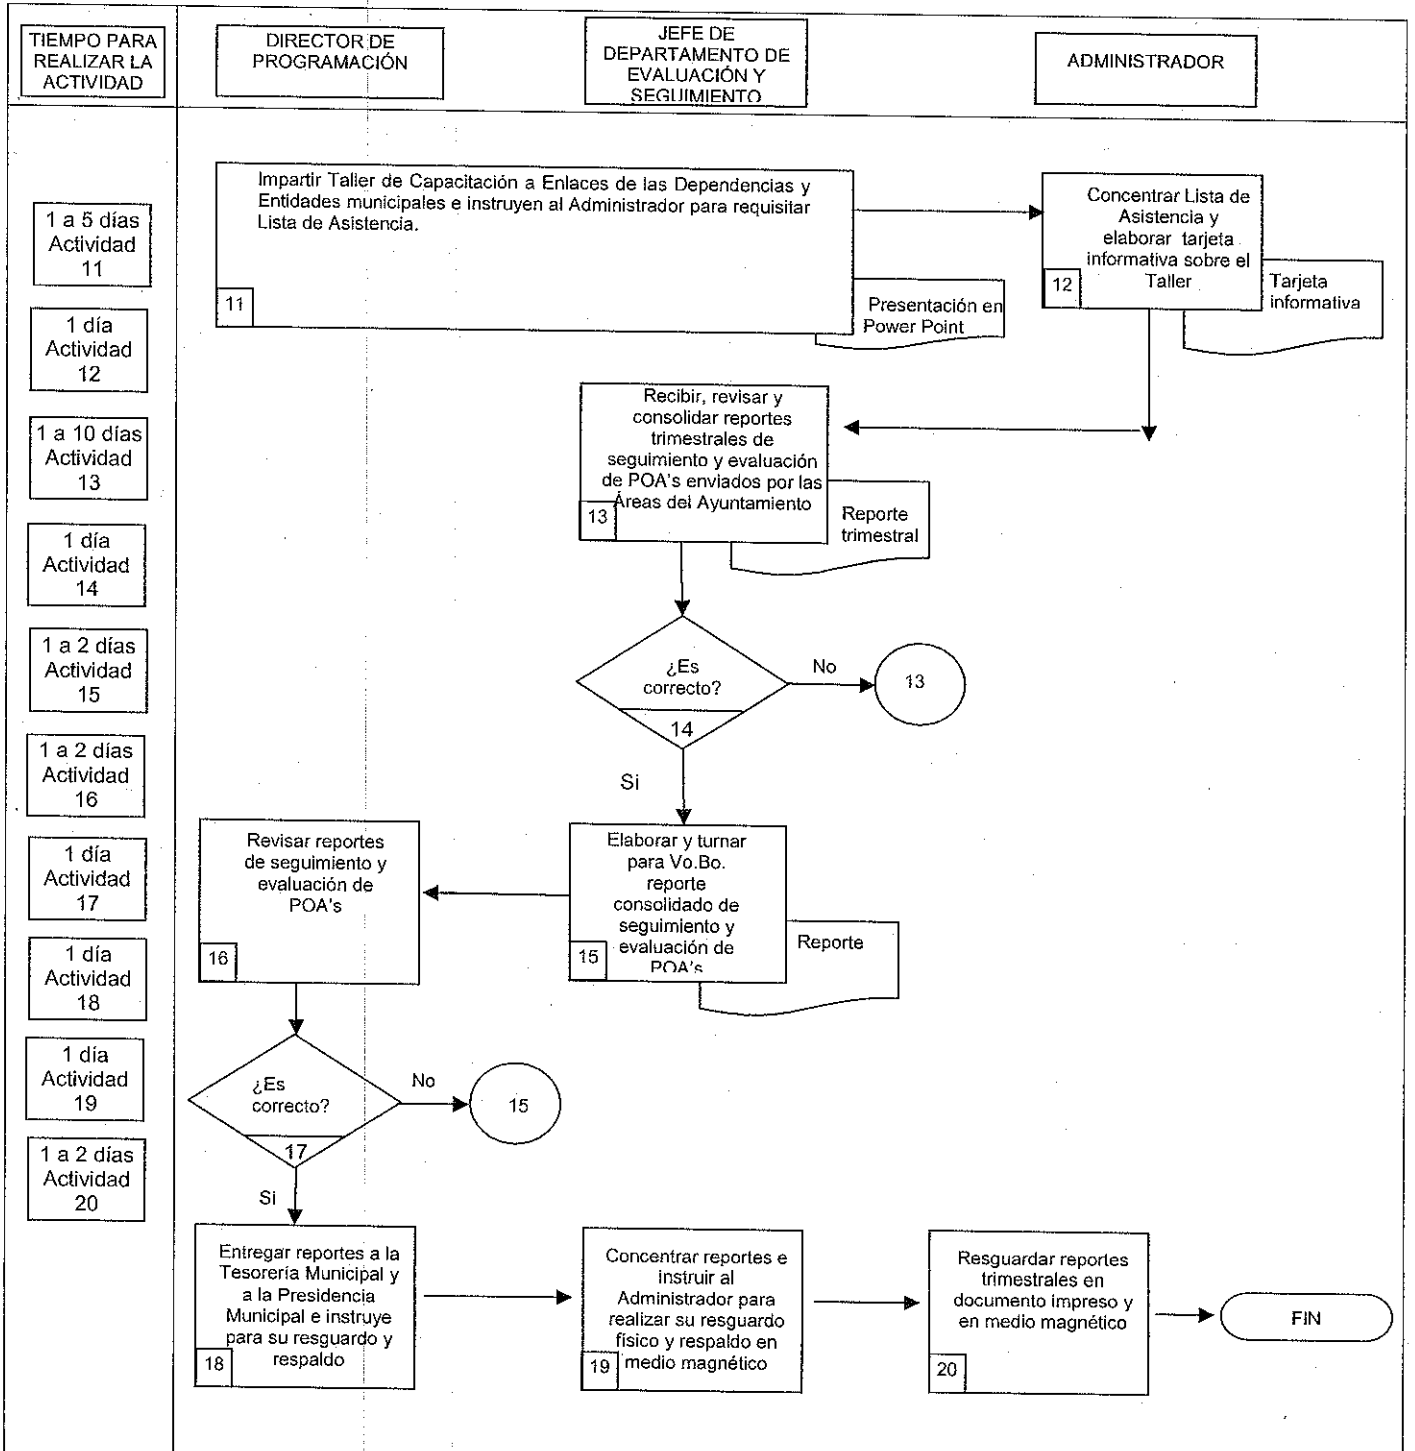 TIEMPO PARA
REALIZAR LA
ACTIVIDAD
DIRECTOR DE
PROGRAMACIÓN
JEFE DE
DEPARTAMENTO DE
EVALUACIÓN Y
SEGUIMIENTO
ADMINISTRADOR
1 a 5 días
Actividad
11
1 día
Actividad
12
1 a 10 días
Actividad
13
1 día
Actividad
14
1 a 2 días
Actividad
15
1 a 2 días
Actividad
16
1 día
Actividad
17
1 día
Actividad
18
1 día
Actividad
19
1 a 2 días
Actividad
20
Impartir Taller de Capacitación a Enlaces de las Dependencias y
Entidades municipales e instruyen al Administrador para requisitar
Lista de Asistencia.
11
Presentación en
Power Point
Concentrar Lista de
Asistencia y
elaborar tarjeta
informativa sobre el
Taller
12
Tarjeta
informativa
Recibir, revisar y
consolidar reportes
trimestrales de
seguimiento y evaluación
de POA's enviados por las
Áreas del Ayuntamiento
13
Reporte
trimestral
¿Es
correcto?
14
No
13
Si
Elaborar y turnar
para Vo.Bo.
reporte
consolidado de
seguimiento y
evaluación de
POA's
15
Reporte
Revisar reportes
de seguimiento y
evaluación de
POA's
16
¿Es
correcto?
17
No
15
Si
Entregar reportes a la
Tesorería Municipal y
a la Presidencia
Municipal e instruye
para su resguardo y
respaldo
18
Concentrar reportes e
instruir al
Administrador para
realizar su resguardo
físico y respaldo en
medio magnético
19
Resguardar reportes
trimestrales en
documento impreso y
en medio magnético
20
FIN